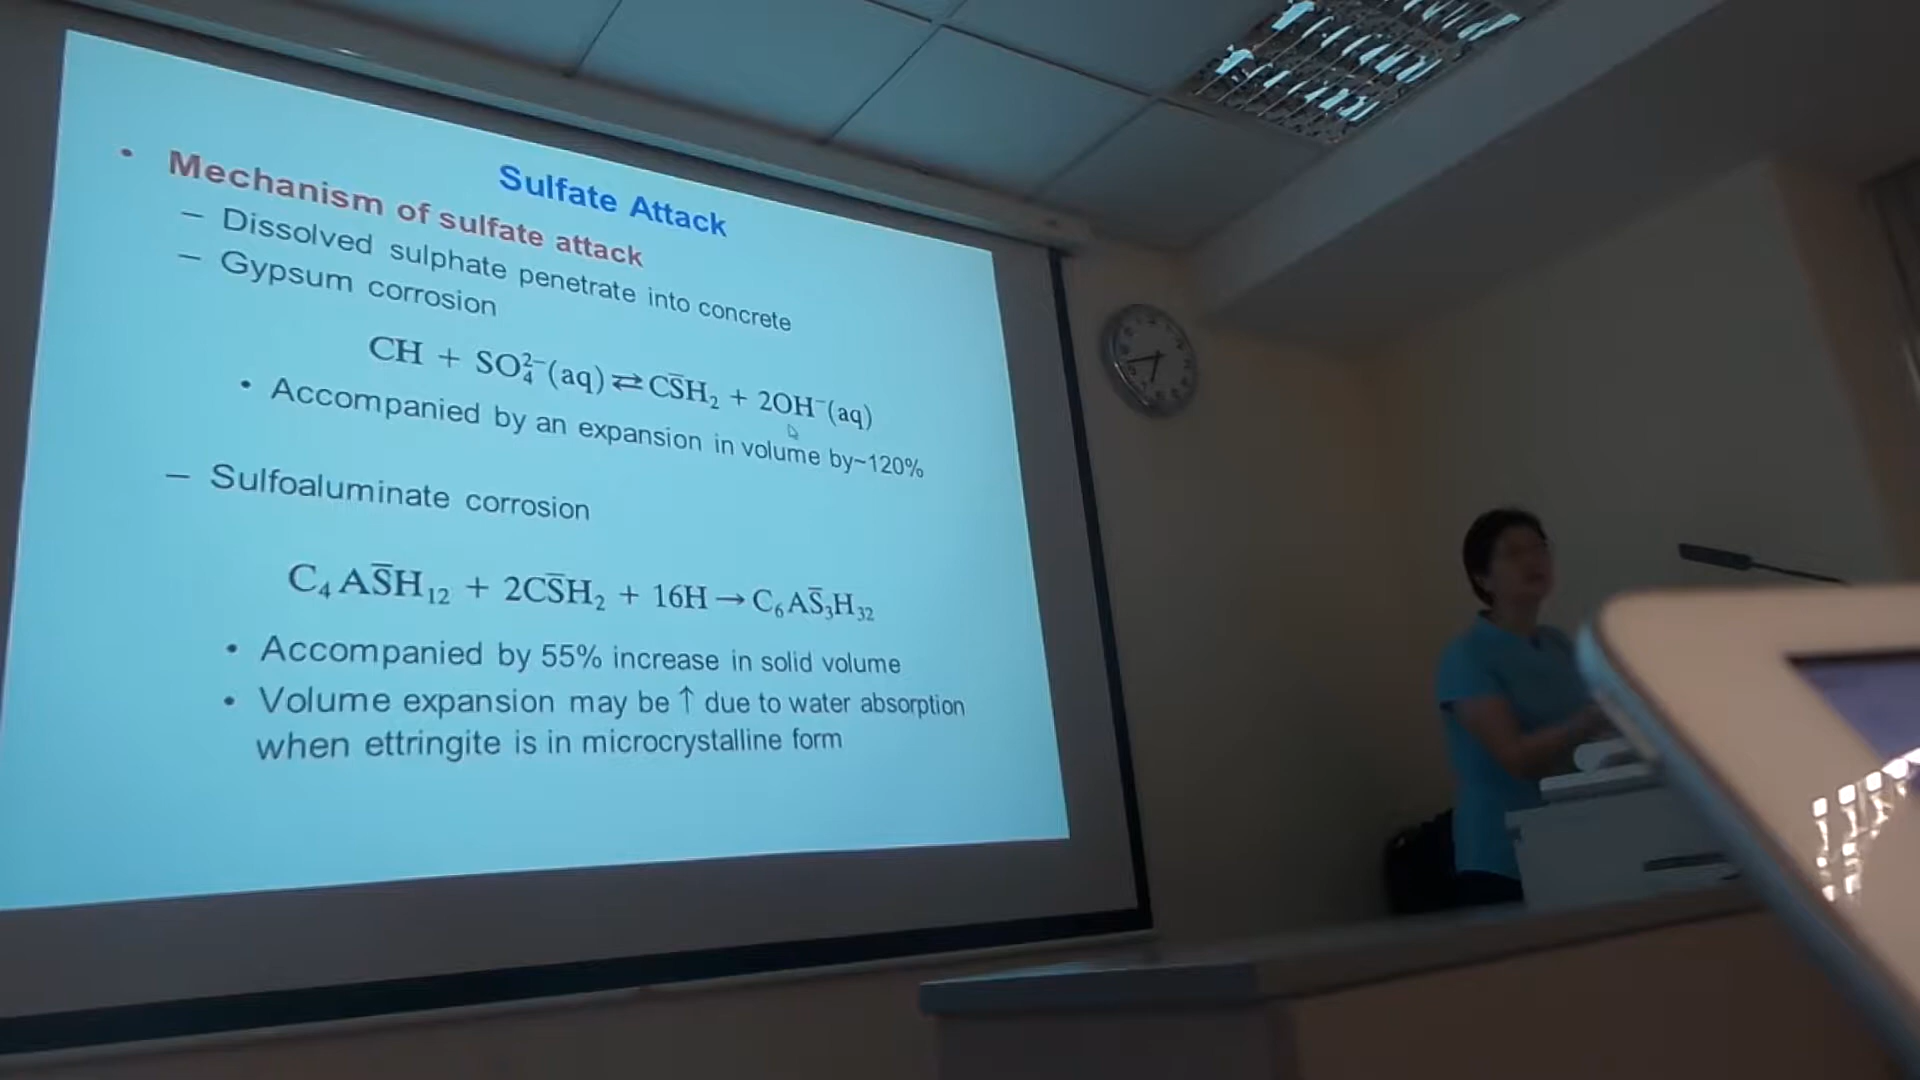 Sulfate Attack
• Mechanism of sulfate attack
– Dissolved sulphate penetrate into concrete
– Gypsum corrosion
CH + SO₄²⁻(aq) ⇄ CS̅H₂ + 2OH⁻(aq)
• Accompanied by an expansion in volume by~120%
– Sulfoaluminate corrosion
C₄AS̅H₁₂ + 2CS̅H₂ + 16H → C₆AS̅₃H₃₂
• Accompanied by 55% increase in solid volume
• Volume expansion may be ↑ due to water absorption
when ettringite is in microcrystalline form